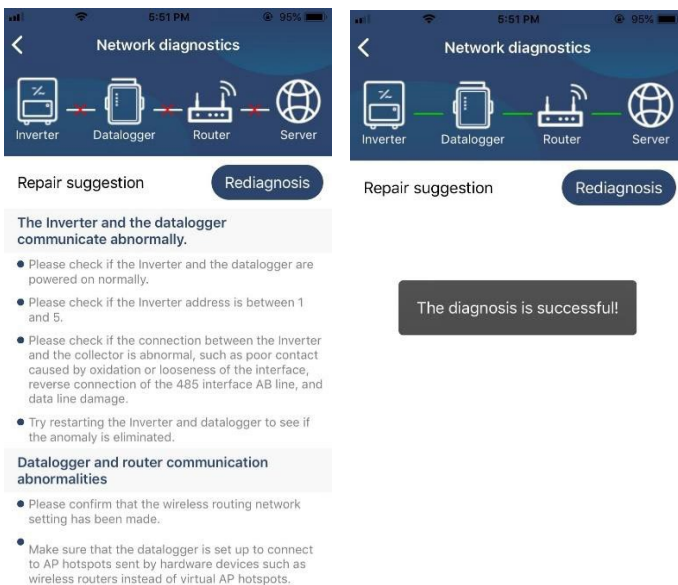 5:51 PM
95%
Network diagnostics
Inverter Datalogger Router Server
Repair suggestion
Rediagnosis
The Inverter and the datalogger
communicate abnormally.
Please check if the Inverter and the datalogger are
powered on normally.
Please check if the Inverter address is between 1
and 5.
Please check if the connection between the Inverter
and the collector is abnormal, such as poor contact
caused by oxidation or looseness of the interface,
reverse connection of the 485 interface AB line, and
data line damage.
Try restarting the Inverter and datalogger to see if
the anomaly is eliminated.
Datalogger and router communication
abnormalities
Please confirm that the wireless routing network
setting has been made.
Make sure that the datalogger is set up to connect
to AP hotspots sent by hardware devices such as
wireless routers instead of virtual AP hotspots.
5:51 PM
95%
Network diagnostics
Inverter Datalogger Router Server
Repair suggestion
Rediagnosis
The diagnosis is successful!